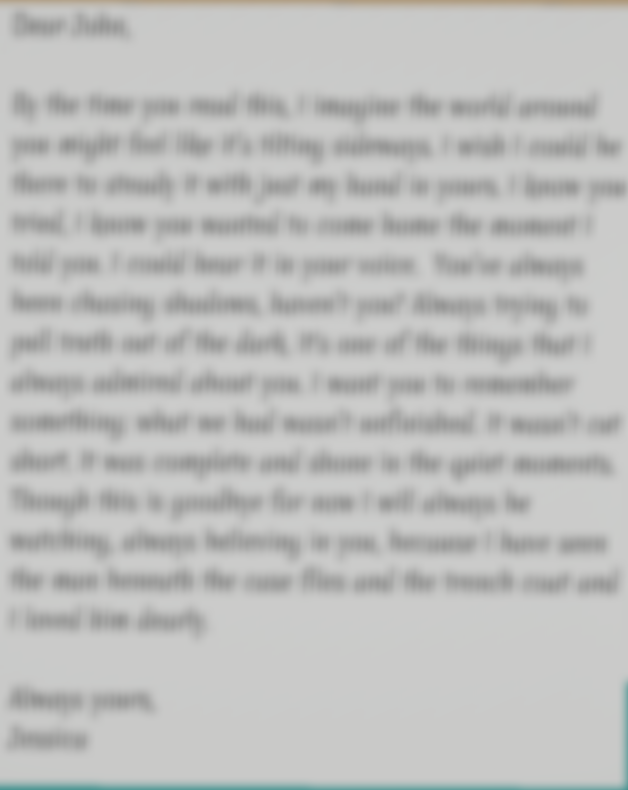 Dear John,
By the time you read this, I imagine the world around
you might feel like it's tilting sideways. I wish I could be
there to steady it with just my hand in yours. I know you
tried, I know you wanted to come home the moment I
told you. I could hear it in your voice. You've always
been chasing shadows, haven't you? Always trying to
pull truth out of the dark, it's one of the things that I
always admired about you. I want you to remember
something: what we had wasn't unfinished. It wasn't cut
short. It was complete and shone in the quiet moments.
Though this is goodbye for now I will always be
watching, always believing in you, because I have seen
the man beneath the case files and the trench coat and
I loved him dearly.
Always yours,
Jessica